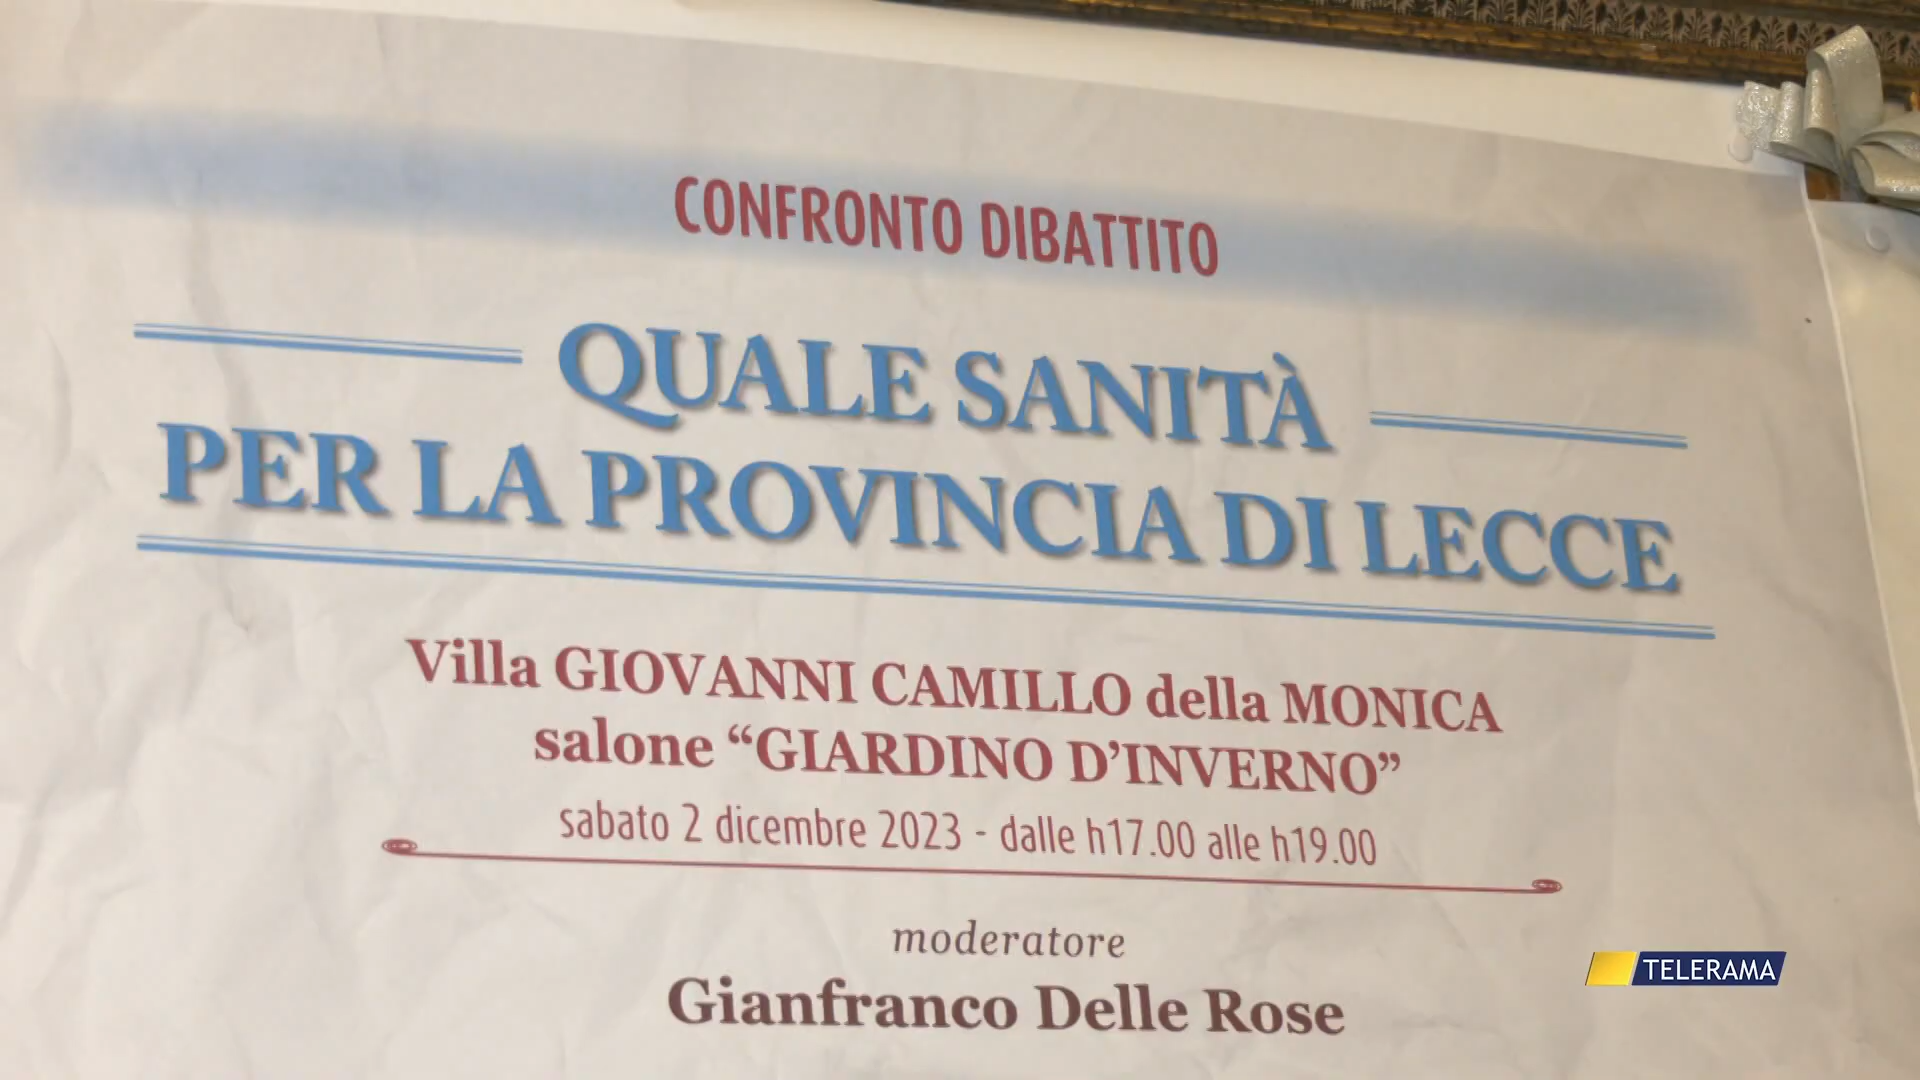 CONFRONTO DIBATTITO
QUALE SANITÀ
PER LA PROVINCIA DI LECCE
Villa GIOVANNI CAMILLO della MONICA
salone “GIARDINO D’INVERNO”
sabato 2 dicembre 2023 - dalle h17.00 alle h19.00
moderatore
Gianfranco Delle Rose
TELERAMA